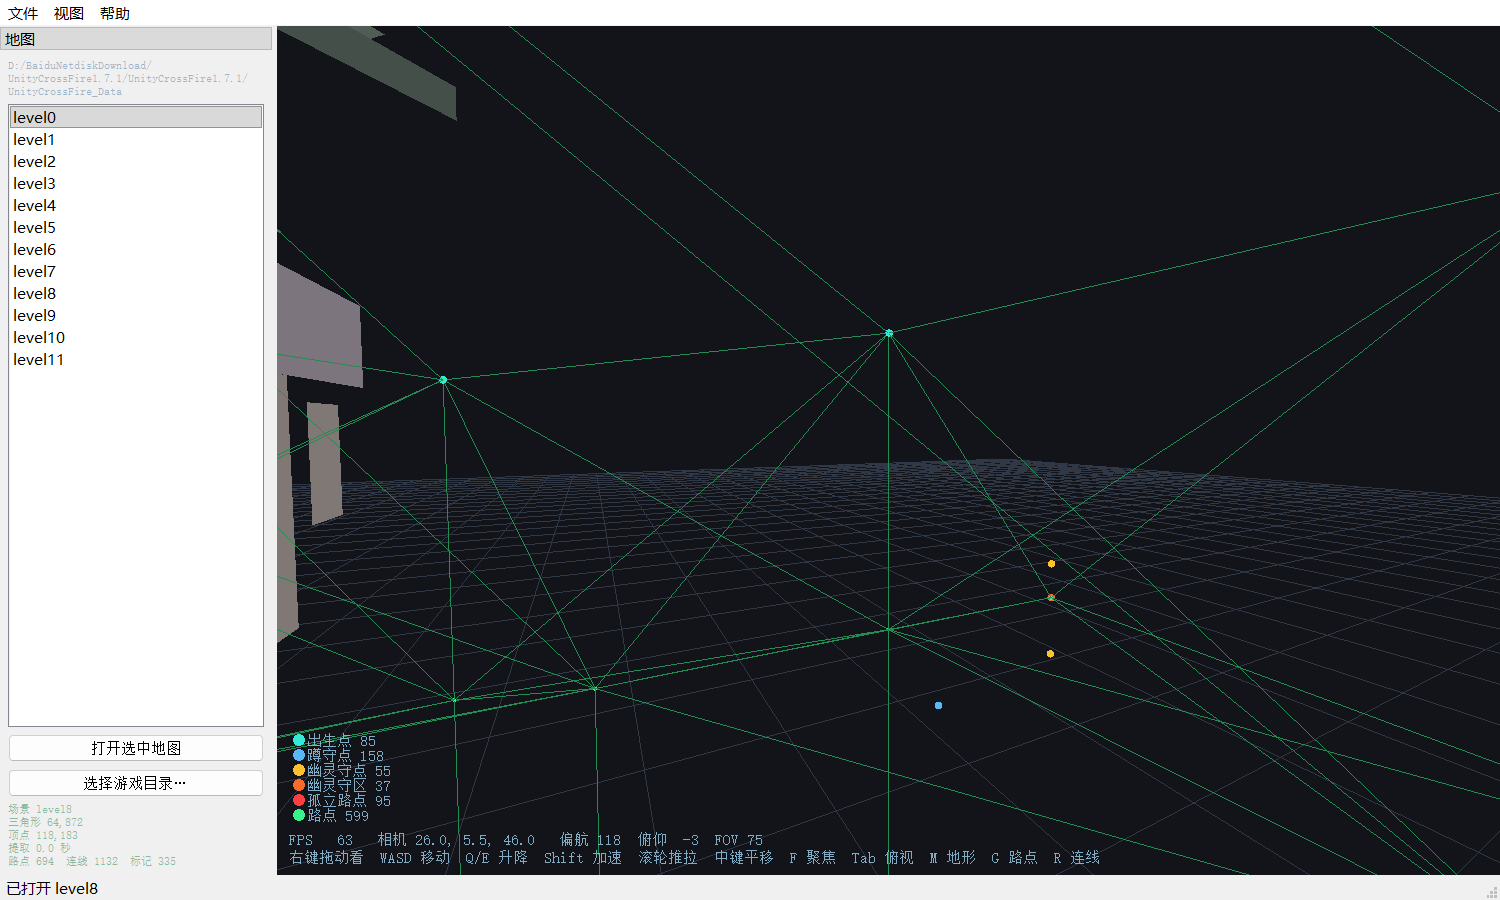 文件 视图 帮助
地图
D:/BaiduNetdiskDownload/
UnityCrossFire1.7.1/UnityCrossFire1.7.1/
UnityCrossFire_Data
level0
level1
level2
level3
level4
level5
level6
level7
level8
level9
level10
level11
打开选中地图
选择游戏目录…
场景 level8
三角形 64,872
顶点 118,183
提取 0.0 秒
路点 694 连线 1132 标记 335
出生点 85
蹲守点 158
幽灵守点 55
幽灵守区 37
孤立路点 95
路点 599
FPS 63 相机 26.0, 5.5, 46.0 偏航 118 俯仰 -3 FOV 75
右键拖动看 WASD 移动 Q/E 升降 Shift 加速 滚轮推拉 中键平移 F 聚焦 Tab 俯视 M 地形 G 路点 R 连线
已打开 level8